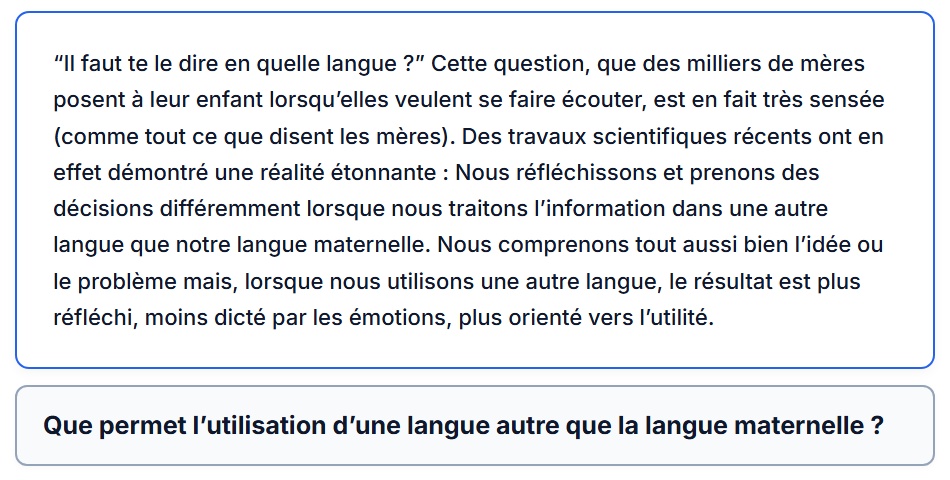 “Il faut te le dire en quelle langue ?” Cette question, que des milliers de mères
posent à leur enfant lorsqu’elles veulent se faire écouter, est en fait très sensée
(comme tout ce que disent les mères). Des travaux scientifiques récents ont en
effet démontré une réalité étonnante : Nous réfléchissons et prenons des
décisions différemment lorsque nous traitons l’information dans une autre
langue que notre langue maternelle. Nous comprenons tout aussi bien l’idée ou
le problème mais, lorsque nous utilisons une autre langue, le résultat est plus
réfléchi, moins dicté par les émotions, plus orienté vers l’utilité.
Que permet l’utilisation d’une langue autre que la langue maternelle ?